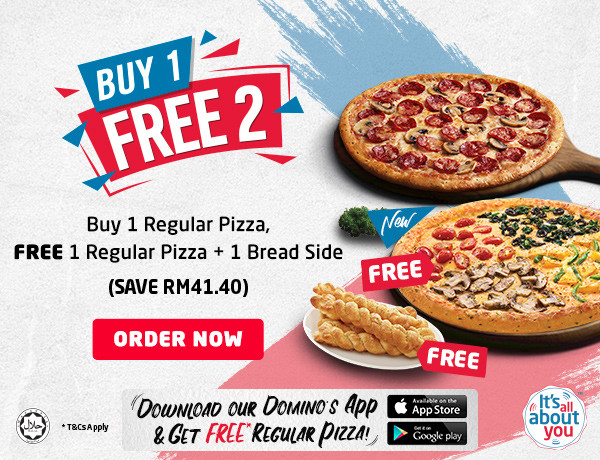 BUY 1
FREE 2
Buy 1 Regular Pizza,
FREE 1 Regular Pizza + 1 Bread Side
(SAVE RM41.40)
ORDER NOW
New
FREE
FREE
* T&Cs Apply
DOWNLOAD OUR DOMINO'S APP
& GET FREE* REGULAR PIZZA!
Available on the
App Store
Get it on
Google play
It's all
about
you
حلال